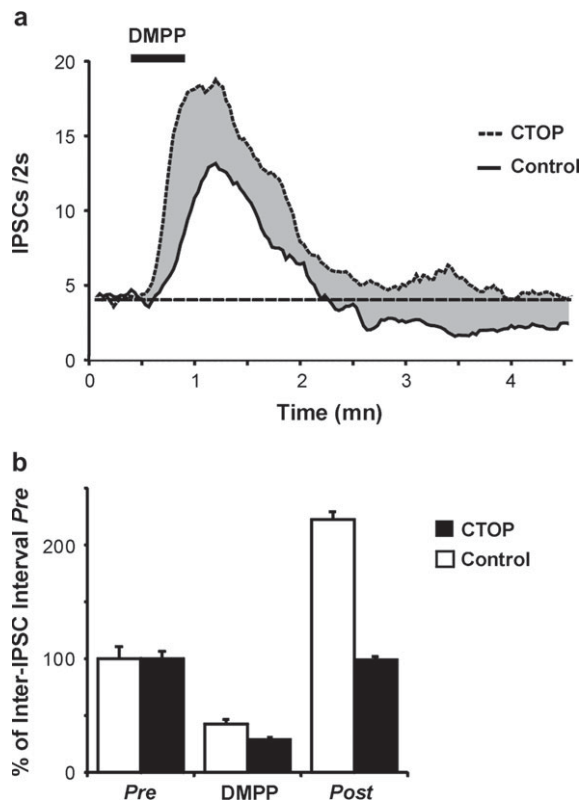 a
DMPP
20
15
10
5
0
IPSCs /2s
CTOP
Control
0 1 2 3 4
Time (mn)
b
% of Inter-IPSC Interval Pre
200
100
0
CTOP
Control
Pre DMPP Post